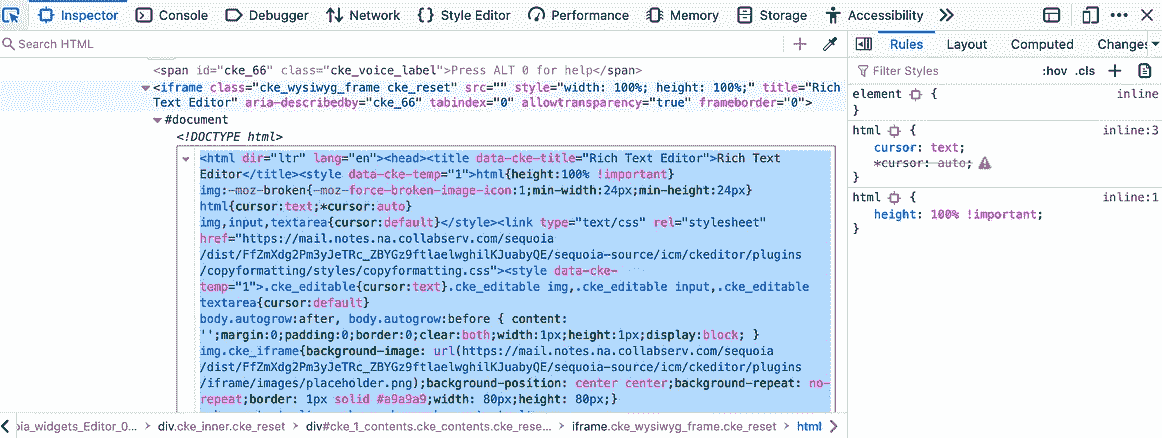 Inspector Console Debugger Network Style Editor Performance Memory Storage Accessibility
Search HTML
Rules Layout Computed Changes
Filter Styles :hov .cls
<span id="cke_66" class="cke_voice_label">Press ALT 0 for help</span>
<iframe class="cke_wysiwyg_frame cke_reset" src="" style="width: 100%; height: 100%;" title="Rich
Text Editor" aria-describedby="cke_66" tabindex="0" allowtransparency="true" frameborder="0">
#document
<!DOCTYPE html>
<html dir="ltr" lang="en"><head><title data-cke-title="Rich Text Editor">Rich Text
Editor</title><style data-cke-temp="1">html{height:100% !important}
img:-moz-broken{-moz-force-broken-image-icon:1;min-width:24px;min-height:24px}
html{cursor:text;*cursor:auto}
img,input,textarea{cursor:default}</style><link type="text/css" rel="stylesheet"
href="https://mail.notes.na.collabserv.com/sequoia
/dist/FfZmXdg2Pm3yJeTRc_ZBYGz9ftlaelwghilKJuabyQE/sequoia-source/icm/ckeditor/plugins
/copyformatting/styles/copyformatting.css"><style data-cke-
temp="1">.cke_editable{cursor:text}.cke_editable img,.cke_editable input,.cke_editable
textarea{cursor:default}
body.autogrow:after, body.autogrow:before { content:
'';margin:0;padding:0;border:0;clear:both;width:1px;height:1px;display:block; }
img.cke_iframe{background-image: url(https://mail.notes.na.collabserv.com/sequoia
/dist/FfZmXdg2Pm3yJeTRc_ZBYGz9ftlaelwghilKJuabyQE/sequoia-source/icm/ckeditor/plugins
/iframe/images/placeholder.png);background-position: center center;background-repeat: no-
repeat;border: 1px solid #a9a9a9;width: 80px;height: 80px;}
element { inline
}
html { inline:3
cursor: text;
*cursor: auto;
}
html { inline:1
height: 100% !important;
}
oia_widgets_Editor_0... div.cke_inner.cke_reset div#cke_1_contents.cke_contents.cke_rese... iframe.cke_wysiwyg_frame.cke_reset html